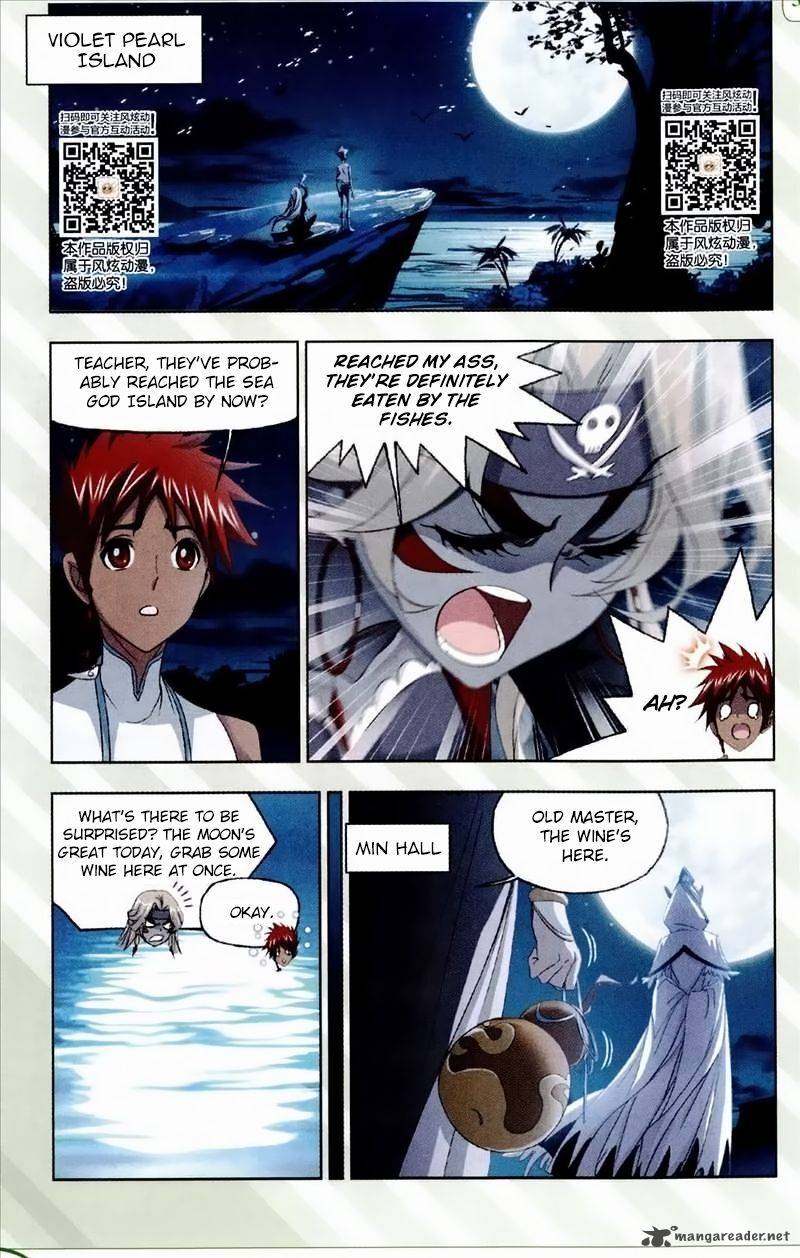 VIOLET PEARL
ISLAND
扫码即可关注风炫动
漫参与官方互动活动!
本作品版权归
属于风炫动漫,
盗版必究!
扫码即可关注风炫动
漫参与官方互动活动!
本作品版权归
属于风炫动漫,
盗版必究!
TEACHER, THEY'VE PROB-
ABLY REACHED THE SEA
GOD ISLAND BY NOW?
REACHED MY ASS,
THEY'RE DEFINITELY
EATEN BY THE
FISHES.
AH?
WHAT'S THERE TO BE
SURPRISED? THE MOON'S
GREAT TODAY, GRAB SOME
WINE HERE AT ONCE.
OKAY.
MIN HALL
OLD MASTER,
THE WINE'S
HERE.
mangareader.net